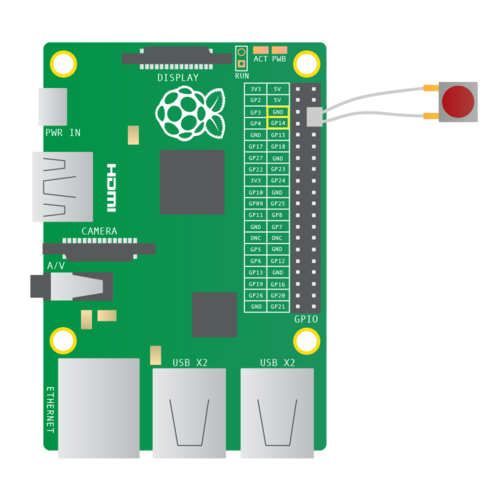 ACT PWB
RUN
DISPLAY
3V3 5V
GP2 5V
GP3 GND
GP4 GP14
GND GP15
GP17 GP18
GP27 GND
GP22 GP23
3V3 GP24
GP10 GND
GP09 GP25
GP11 GP8
GND GP7
DNC DNC
GP5 GND
GP6 GP12
GP13 GND
GP19 GP16
GP26 GP20
GND GP21
GPIO
PWR IN
HDMI
CAMERA
A/V
ETHERNET
USB X2
USB X2